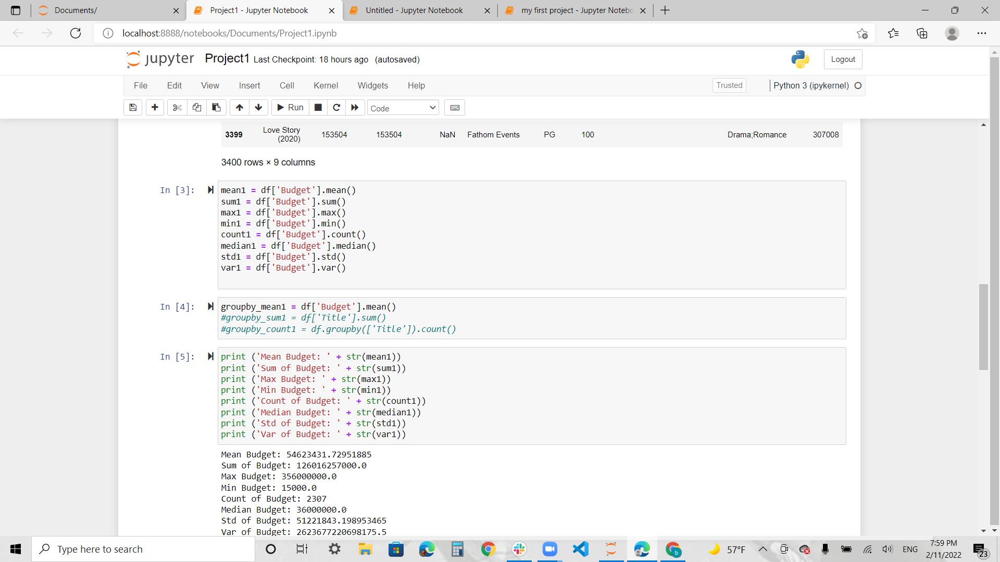 Documents/
Project1 - Jupyter Notebook
Untitled - Jupyter Notebook
my first project - Jupyter Notebo
localhost:8888/notebooks/Documents/Project1.ipynb
jupyter Project1 Last Checkpoint: 18 hours ago (autosaved)
Logout
File Edit View Insert Cell Kernel Widgets Help
Trusted
Python 3 (ipykernel)
Run
Code
3399 Love Story (2020) 153504 153504 NaN Fathom Events PG 100 Drama;Romance 307008
3400 rows × 9 columns
In [3]:
mean1 = df['Budget'].mean()
sum1 = df['Budget'].sum()
max1 = df['Budget'].max()
min1 = df['Budget'].min()
count1 = df['Budget'].count()
median1 = df['Budget'].median()
std1 = df['Budget'].std()
var1 = df['Budget'].var()
In [4]:
groupby_mean1 = df['Budget'].mean()
#groupby_sum1 = df['Title'].sum()
#groupby_count1 = df.groupby(['Title']).count()
In [5]:
print ('Mean Budget: ' + str(mean1))
print ('Sum of Budget: ' + str(sum1))
print ('Max Budget: ' + str(max1))
print ('Min Budget: ' + str(min1))
print ('Count of Budget: ' + str(count1))
print ('Median Budget: ' + str(median1))
print ('Std of Budget: ' + str(std1))
print ('Var of Budget: ' + str(var1))
Mean Budget: 54623431.72951885
Sum of Budget: 126016257000.0
Max Budget: 356000000.0
Min Budget: 15000.0
Count of Budget: 2307
Median Budget: 36000000.0
Std of Budget: 51221843.198953465
Var of Budget: 2623677220698175.5
Type here to search
b
57°F
ENG
7:59 PM
2/11/2022
23